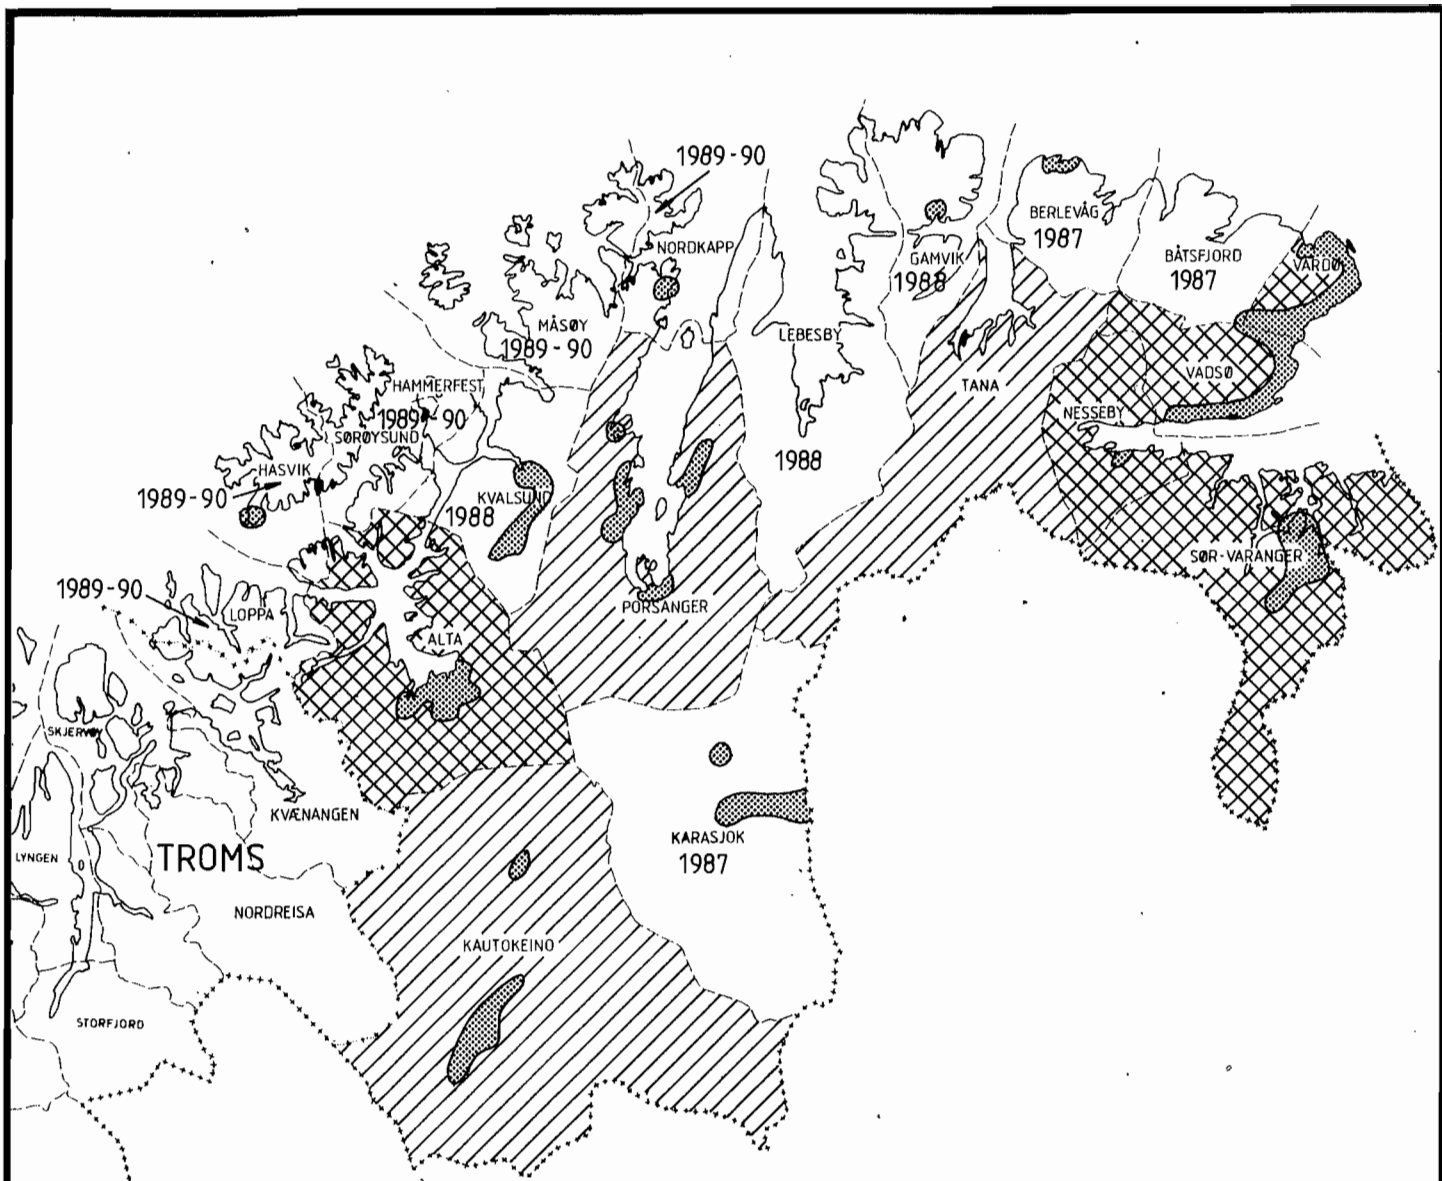 1989-90
NORDKAPP
BERLEVÅG
1987
GAMVIK
1988
BÅTSFJORD
1987
VARDØ
MÅSØY
1989-90
LEBESBY
1988
TANA
VADSØ
NESSEBY
HAMMERFEST
1989-90
SØRØYSUND
HASVIK
1989-90
KVALSUND
1988
SØR-VARANGER
1989-90
LOPPA
ALTA
PORSANGER
SKJERVØY
KVÆNANGEN
KARASJOK
1987
LYNGEN
TROMS
NORDREISA
KAUTOKEINO
STORFJORD